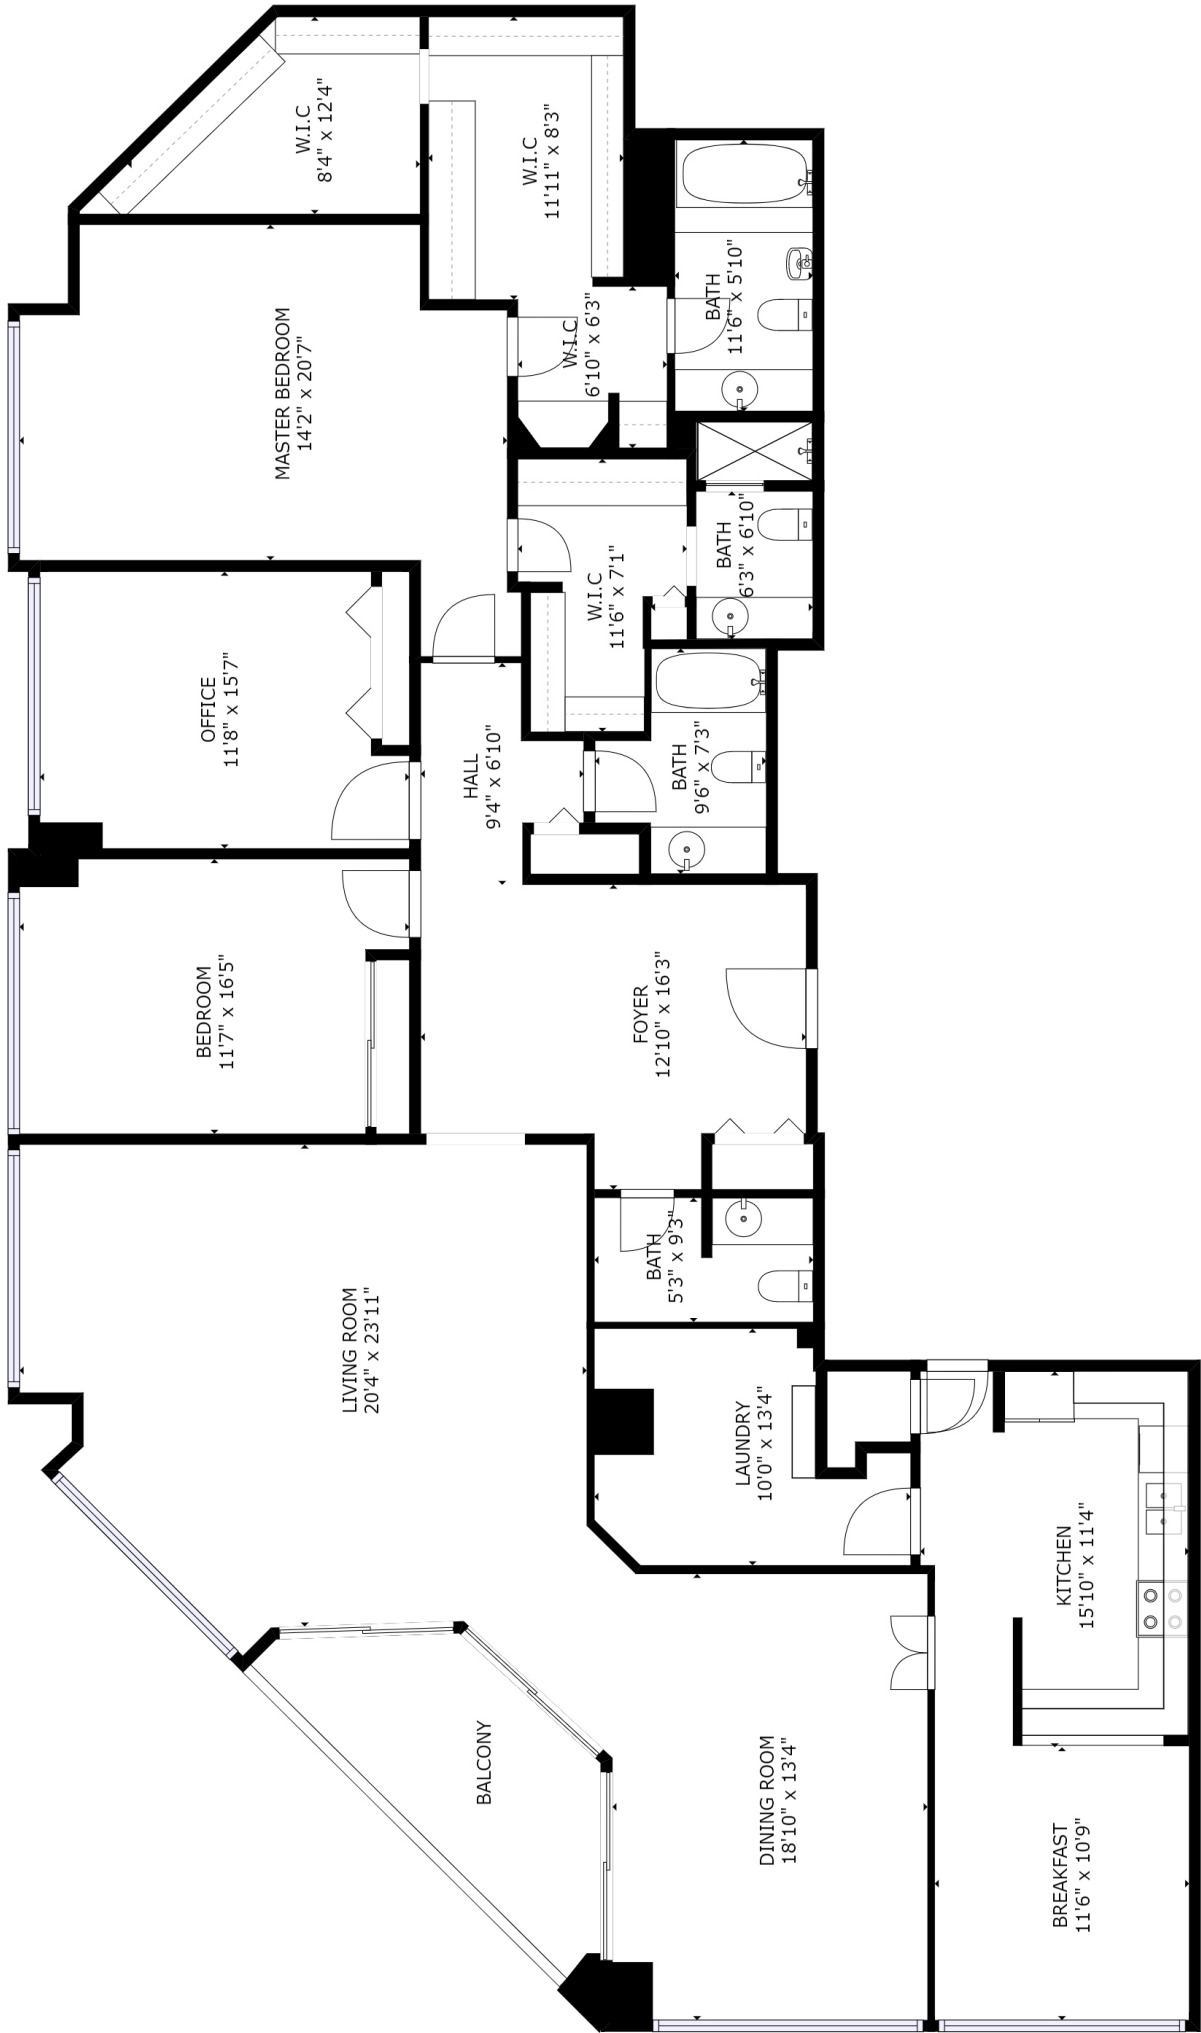 W.I.C
8'4" x 12'4"
W.I.C
11'11" x 8'3"
BATH
11'6" x 5'10"
W.I.C
6'10" x 6'3"
MASTER BEDROOM
14'2" x 20'7"
BATH
6'3" x 6'10"
W.I.C
11'6" x 7'1"
OFFICE
11'8" x 15'7"
HALL
9'4" x 6'10"
BATH
9'6" x 7'3"
BEDROOM
11'7" x 16'5"
FOYER
12'10" x 16'3"
BATH
5'3" x 9'3"
LIVING ROOM
20'4" x 23'11"
LAUNDRY
10'0" x 13'4"
KITCHEN
15'10" x 11'4"
BALCONY
DINING ROOM
18'10" x 13'4"
BREAKFAST
11'6" x 10'9"